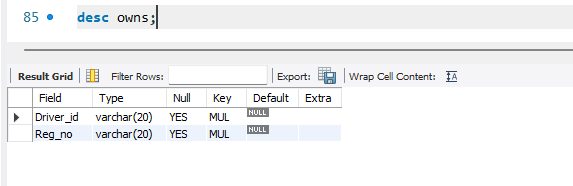 85 desc owns;
Result Grid Filter Rows: Export: Wrap Cell Content: IA
Field Type Null Key Default Extra
Driver_id varchar(20) YES MUL NULL
Reg_no varchar(20) YES MUL NULL